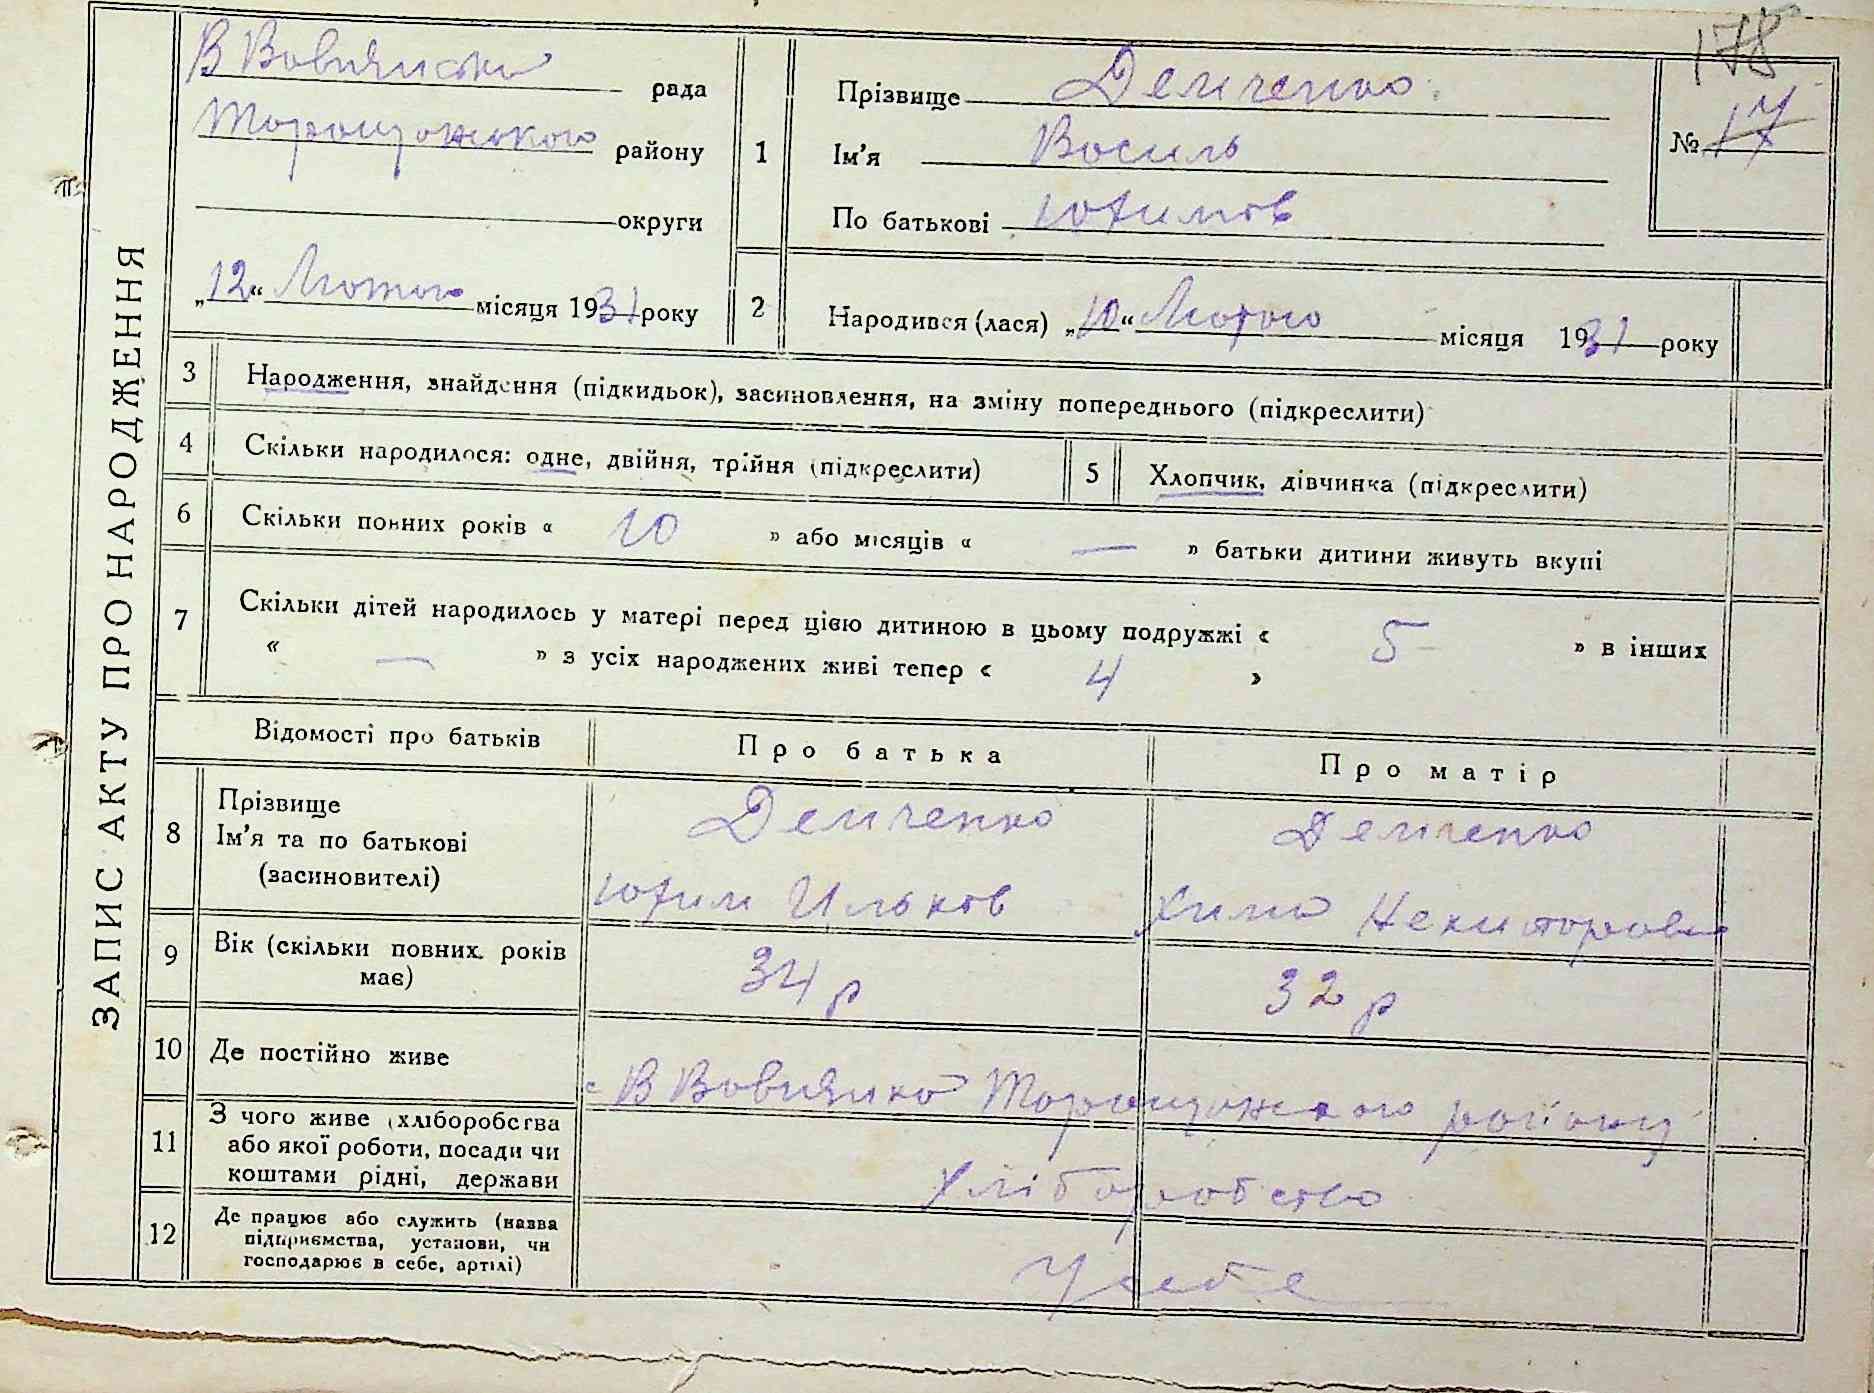 178
ЗАПИС АКТУ ПРО НАРОДЖЕННЯ
В Вовнянська рада
Таращанського району
округи
„12“ Лютого місяця 1931 року
1
Прізвище Демченко
Ім'я Василь
По батькові Юхимов
№ 17
2
Народився (лася) „10“ Лютого місяця 1931 року
3 Народження, знайдення (підкидьок), засиновлення, на зміну попереднього (підкреслити)
4 Скільки народилося: одне, двійня, трійня (підкреслити)
5 Хлопчик, дівчинка (підкреслити)
6 Скільки повних років « 10 » або місяців « — » батьки дитини живуть вкупі
7 Скільки дітей народилось у матері перед цією дитиною в цьому подружжі « 5 » в інших
« — » з усіх народжених живі тепер « 4 »
Відомості про батьків Про батька Про матір
8 Прізвище
Ім'я та по батькові
(засиновителі)
Демченко
Юхим Ильков
Демченко
Хима
9 Вік (скільки повних років
має)
34 р
32 р
10 Де постійно живе
с В Вовнянка Таращанського району
11 З чого живе (хліборобства
або якої роботи, посади чи
коштами рідні, держави
Хліборобство
12 Де працює або служить (назва
підприємства, установи, чи
господарює в себе, артілі)
У себе